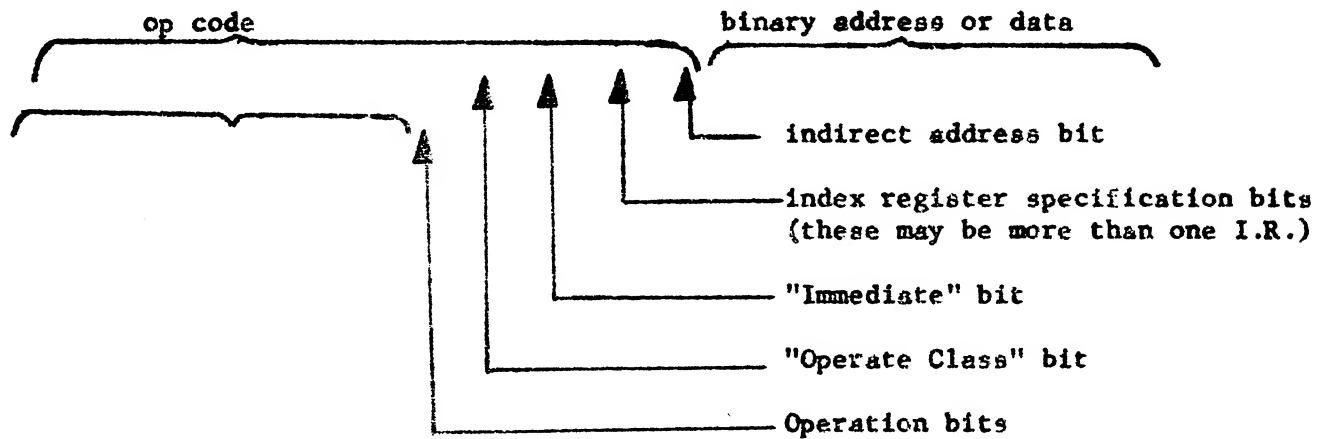 op code binary address or data
indirect address bit
index register specification bits
(these may be more than one I.R.)
"Immediate" bit
"Operate Class" bit
Operation bits